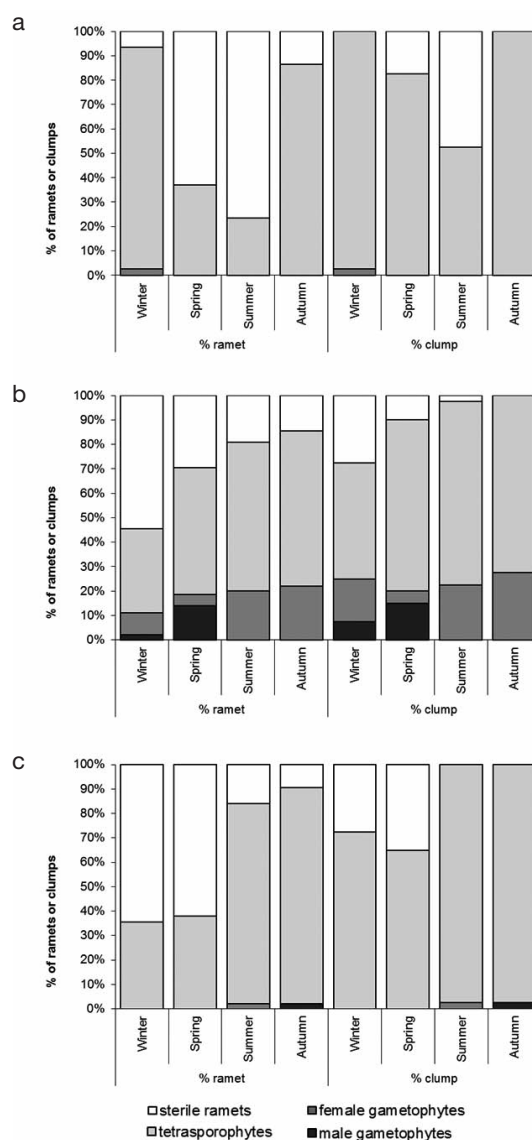 a
100%
90%
80%
70%
60%
50%
40%
30%
20%
10%
0%
% of ramets or clumps
Winter Spring Summer Autumn Winter Spring Summer Autumn
% ramet % clump
b
100%
90%
80%
70%
60%
50%
40%
30%
20%
10%
0%
% of ramets or clumps
Winter Spring Summer Autumn Winter Spring Summer Autumn
% ramet % clump
c
100%
90%
80%
70%
60%
50%
40%
30%
20%
10%
0%
% of ramets or clumps
Winter Spring Summer Autumn Winter Spring Summer Autumn
% ramet % clump
sterile ramets female gametophytes
tetrasporophytes male gametophytes